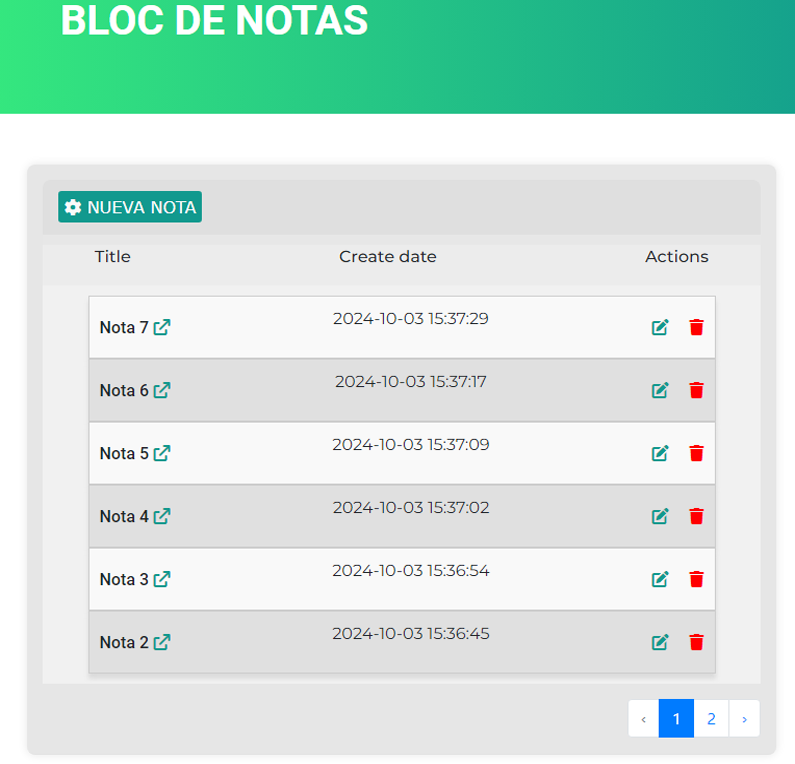 BLOC DE NOTAS
NUEVA NOTA
Title Create date Actions
Nota 7 2024-10-03 15:37:29
Nota 6 2024-10-03 15:37:17
Nota 5 2024-10-03 15:37:09
Nota 4 2024-10-03 15:37:02
Nota 3 2024-10-03 15:36:54
Nota 2 2024-10-03 15:36:45
‹ 1 2 ›